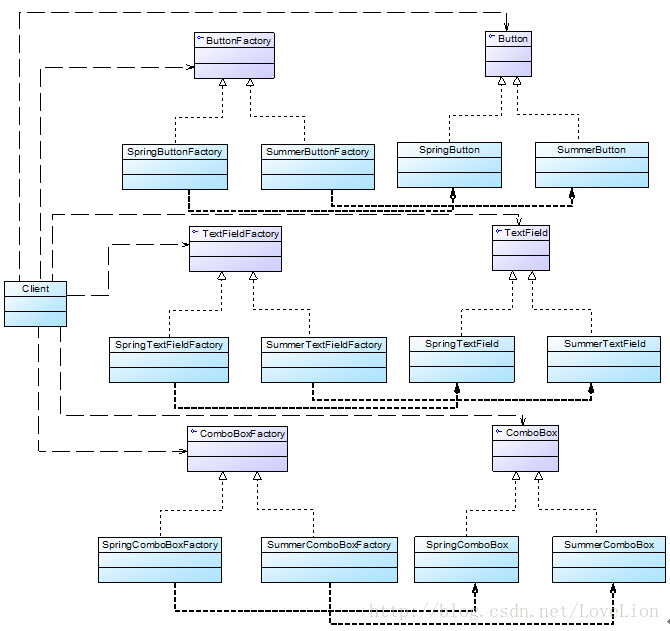 ButtonFactory
Button
SpringButtonFactory
SummerButtonFactory
SpringButton
SummerButton
TextFieldFactory
TextField
Client
SpringTextFieldFactory
SummerTextFieldFactory
SpringTextField
SummerTextField
ComboBoxFactory
ComboBox
SpringComboBoxFactory
SummerComboBoxFactory
SpringComboBox
SummerComboBox
http://blog.csdn.net/LoveLion